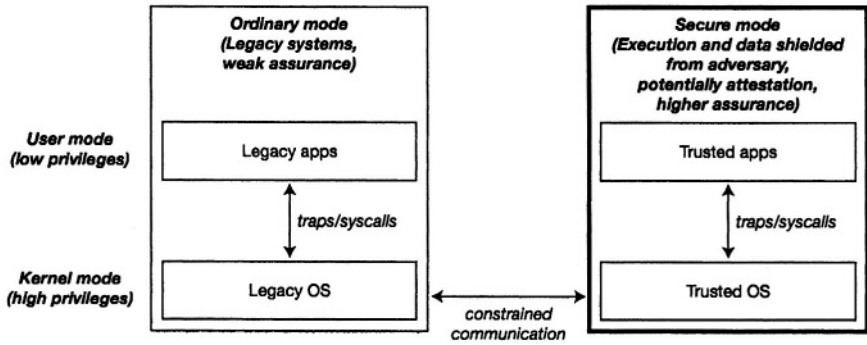 Ordinary mode
(Legacy systems,
weak assurance)
Secure mode
(Execution and data shielded
from adversary,
potentially attestation,
higher assurance)
User mode
(low privileges)
Legacy apps
Trusted apps
traps/syscalls
traps/syscalls
Kernel mode
(high privileges)
Legacy OS
Trusted OS
constrained
communication